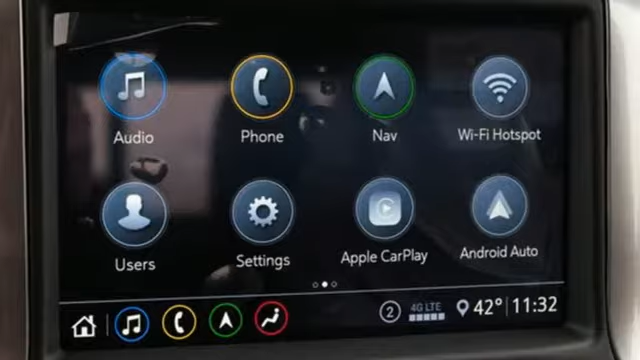 Audio Phone Nav Wi-Fi Hotspot
Users Settings Apple CarPlay Android Auto
2 4G LTE 42° 11:32